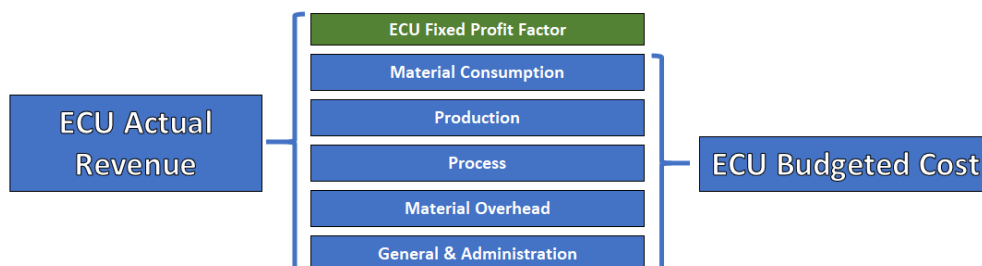 ECU Fixed Profit Factor
Material Consumption
ECU Actual
Revenue
Production
Process
ECU Budgeted Cost
Material Overhead
General & Administration